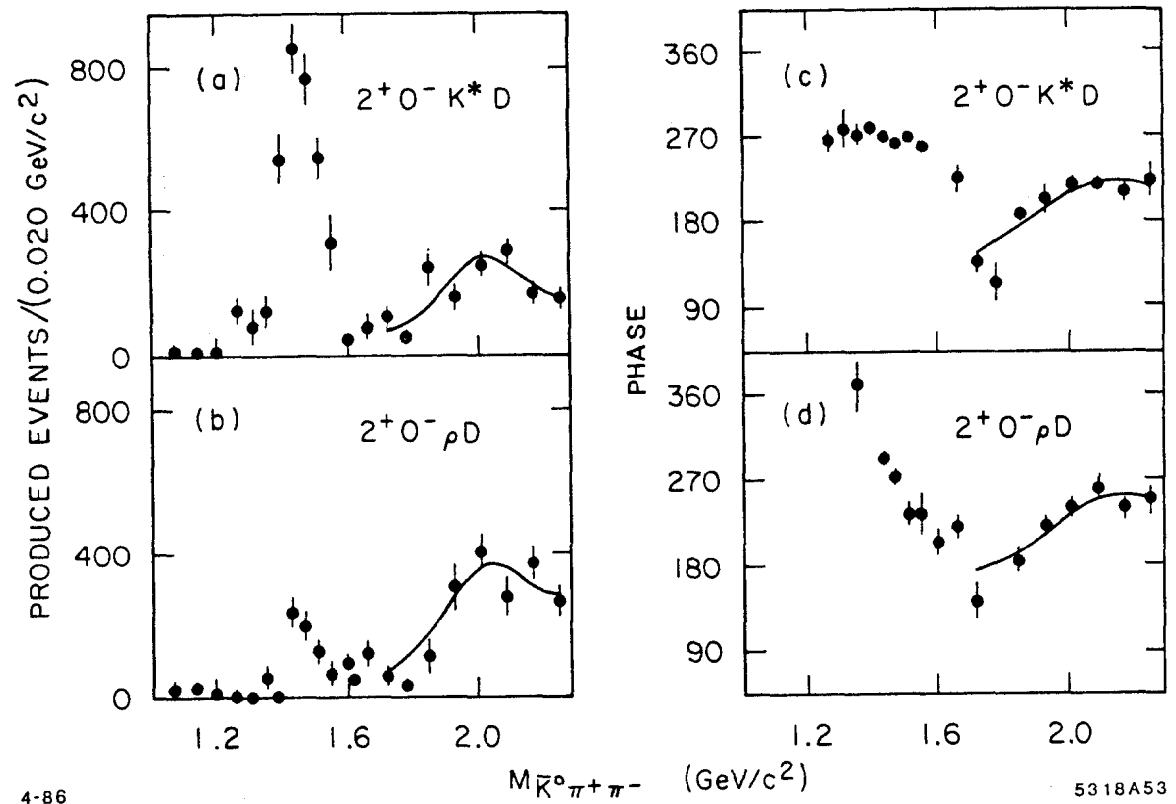 PRODUCED EVENTS/(0.020 GeV/c²)
800
400
0
800
400
0
(a)
2⁺0⁻K*D
(b)
2⁺0⁻ρD
1.2
1.6
2.0
PHASE
360
270
180
90
360
270
180
90
(c)
2⁺0⁻K*D
(d)
2⁺0⁻ρD
1.2
1.6
2.0
M K̄⁰π⁺π⁻ (GeV/c²)
4-86
5318A53